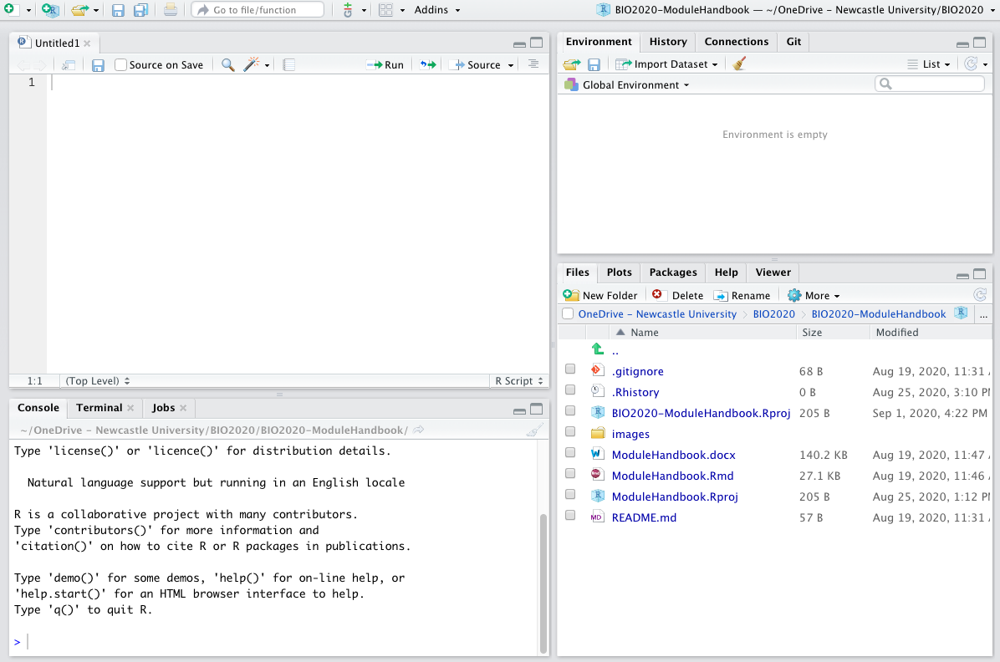 Go to file/function
Addins
BIO2020-ModuleHandbook — ~/OneDrive – Newcastle University/BIO2020
Untitled1
Source on Save
Run
Source
1
1:1
(Top Level)
R Script
Console
Terminal
Jobs
~/OneDrive – Newcastle University/BIO2020/BIO2020-ModuleHandbook/
Type 'license()' or 'licence()' for distribution details.
Natural language support but running in an English locale
R is a collaborative project with many contributors.
Type 'contributors()' for more information and
'citation()' on how to cite R or R packages in publications.
Type 'demo()' for some demos, 'help()' for on-line help, or
'help.start()' for an HTML browser interface to help.
Type 'q()' to quit R.
>
Environment
History
Connections
Git
Import Dataset
List
Global Environment
Environment is empty
Files
Plots
Packages
Help
Viewer
New Folder
Delete
Rename
More
OneDrive – Newcastle University
BIO2020
BIO2020-ModuleHandbook
...
Name
Size
Modified
..
.gitignore 68 B Aug 19, 2020, 11:31
.Rhistory 0 B Aug 25, 2020, 3:10 PM
BIO2020-ModuleHandbook.Rproj 205 B Sep 1, 2020, 4:22 PM
images
ModuleHandbook.docx 140.2 KB Aug 19, 2020, 11:47
ModuleHandbook.Rmd 27.1 KB Aug 19, 2020, 11:46
ModuleHandbook.Rproj 205 B Aug 25, 2020, 1:12 PM
README.md 57 B Aug 19, 2020, 11:31